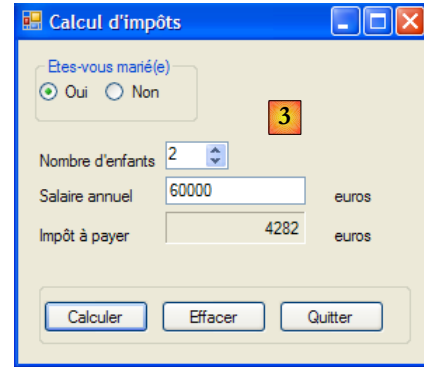 Calcul d'impôts
Etes-vous marié(e)
Oui Non
3
Nombre d'enfants 2
Salaire annuel 60000 euros
Impôt à payer 4282 euros
Calculer Effacer Quitter